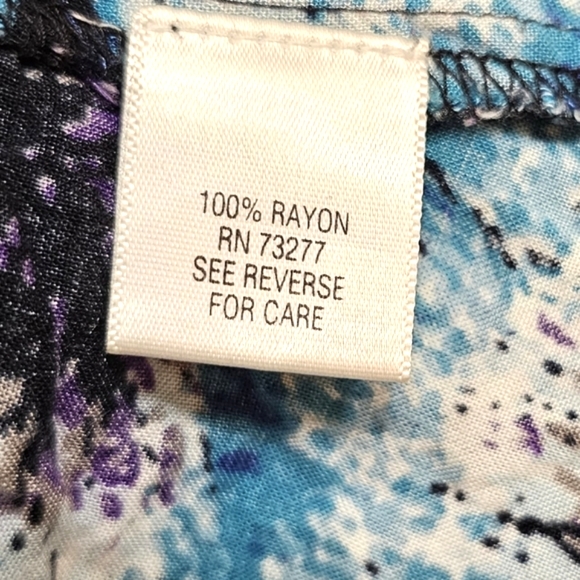 100% RAYON
RN 73277
SEE REVERSE
FOR CARE